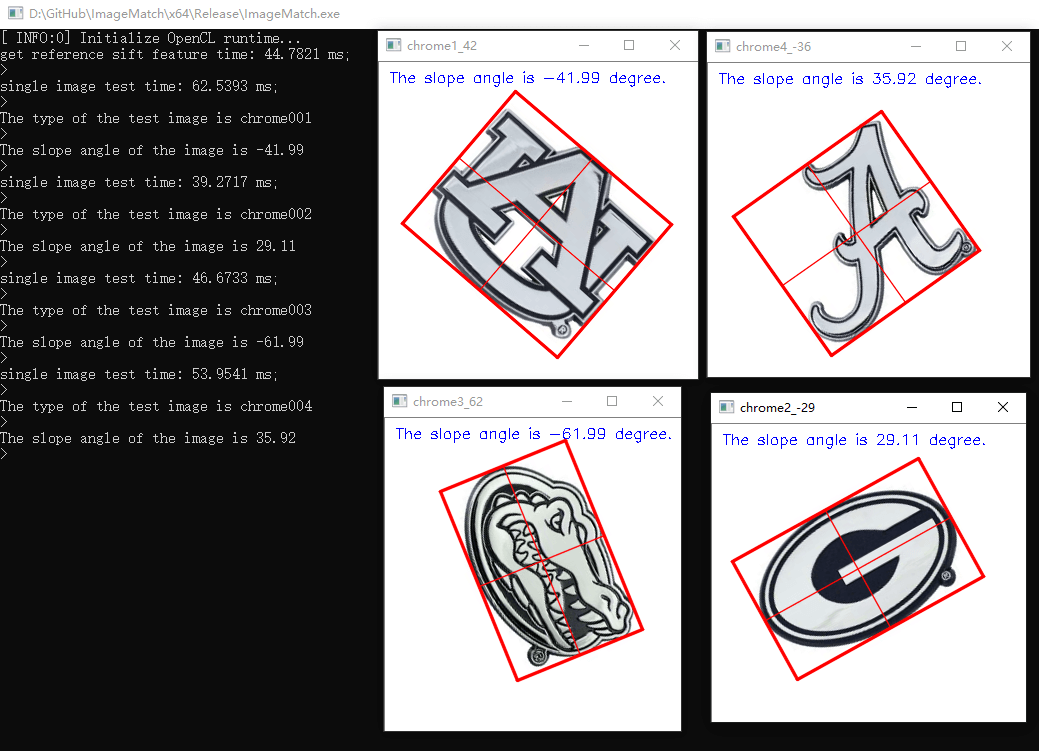 D:\GitHub\ImageMatch\x64\Release\ImageMatch.exe
[ INFO:0] Initialize OpenCL runtime...
get reference sift feature time: 44.7821 ms;
>
single image test time: 62.5393 ms;
>
The type of the test image is chrome001
>
The slope angle of the image is -41.99
>
single image test time: 39.2717 ms;
>
The type of the test image is chrome002
>
The slope angle of the image is 29.11
>
single image test time: 46.6733 ms;
>
The type of the test image is chrome003
>
The slope angle of the image is -61.99
>
single image test time: 53.9541 ms;
>
The type of the test image is chrome004
>
The slope angle of the image is 35.92
>
chrome1_42
The slope angle is -41.99 degree.
AU
®
chrome4_-36
The slope angle is 35.92 degree.
A
®
chrome3_62
The slope angle is -61.99 degree.
®
chrome2_-29
The slope angle is 29.11 degree.
G
®